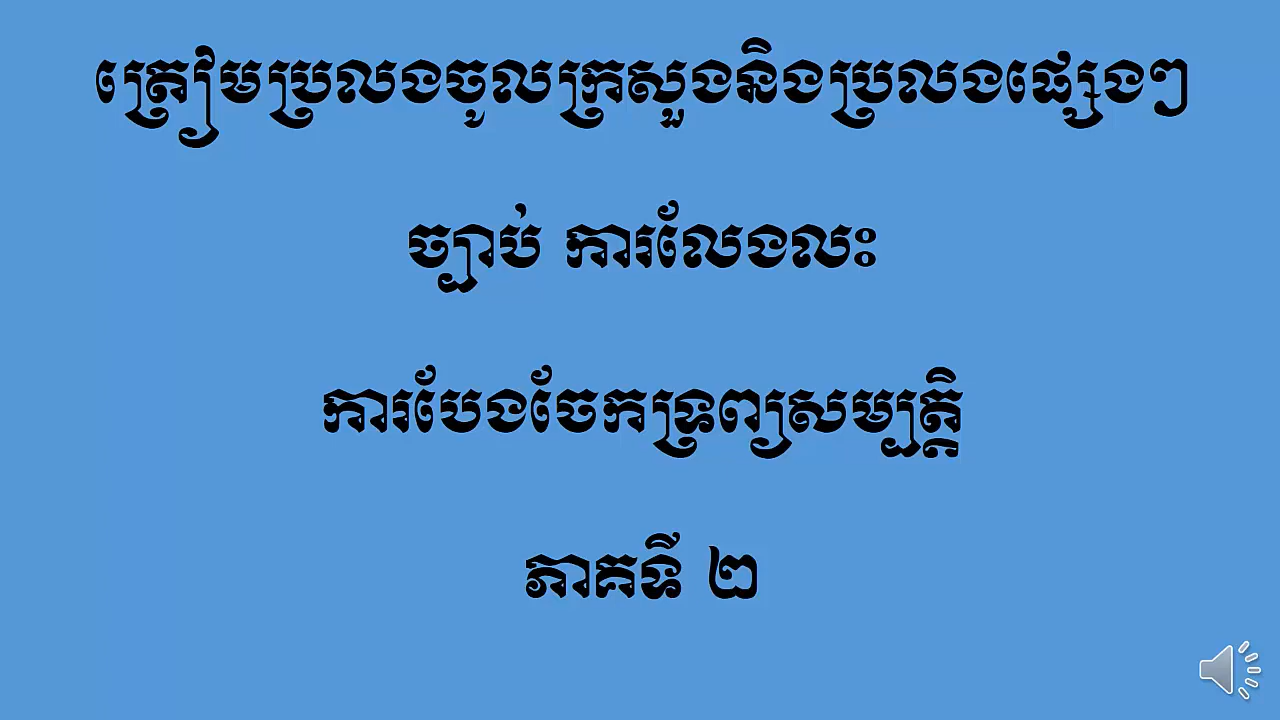 ត្រៀមប្រលងចូលក្រសួងនិងប្រលងផ្សេងៗ
ច្បាប់ ការលែងលះ
ការបែងចែកទ្រព្យសម្បត្តិ
ភាគទី ២